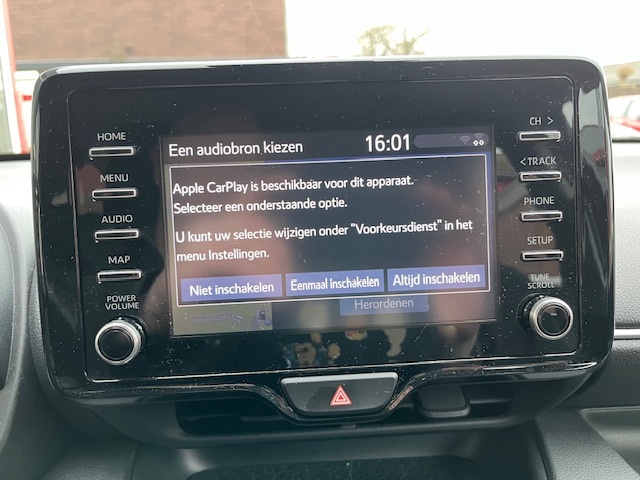 HOME
MENU
AUDIO
MAP
POWER
VOLUME
Een audiobron kiezen 16:01
Apple CarPlay is beschikbaar voor dit apparaat.
Selecteer een onderstaande optie.
U kunt uw selectie wijzigen onder "Voorkeursdienst" in het
menu Instellingen.
Niet inschakelen Eenmaal inschakelen Altijd inschakelen
Herordenen
CH >
< TRACK
PHONE
SETUP
TUNE
SCROLL